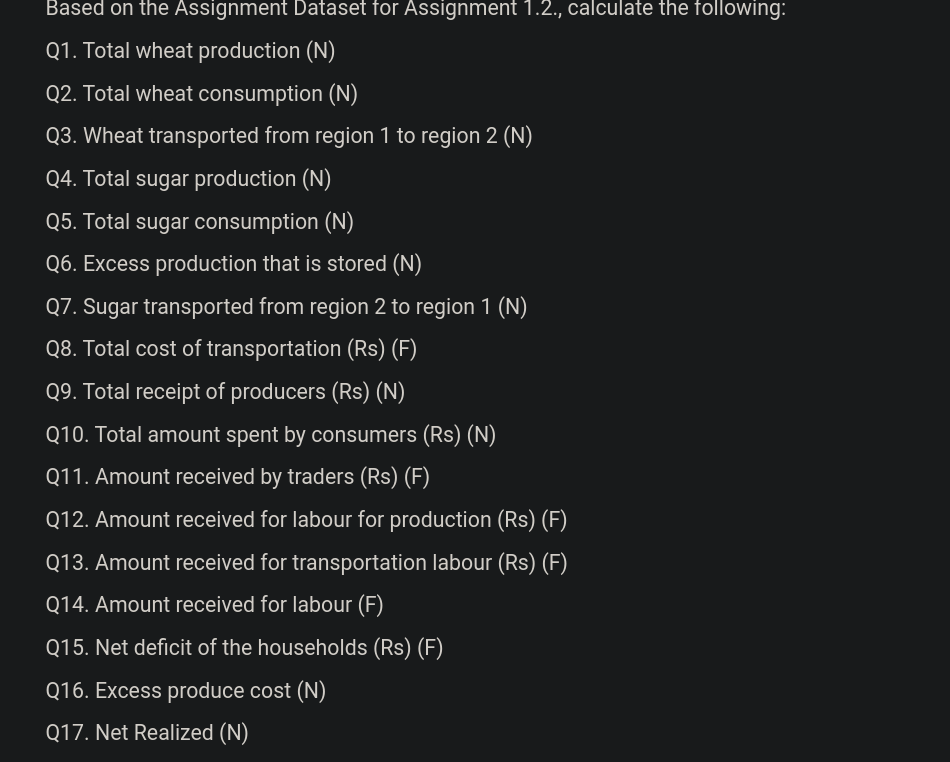 Based on the Assignment Dataset for Assignment 1.2., calculate the following:
Q1. Total wheat production (N)
Q2. Total wheat consumption (N)
Q3. Wheat transported from region 1 to region 2 (N)
Q4. Total sugar production (N)
Q5. Total sugar consumption (N)
Q6. Excess production that is stored (N)
Q7. Sugar transported from region 2 to region 1 (N)
Q8. Total cost of transportation (Rs) (F)
Q9. Total receipt of producers (Rs) (N)
Q10. Total amount spent by consumers (Rs) (N)
Q11. Amount received by traders (Rs) (F)
Q12. Amount received for labour for production (Rs) (F)
Q13. Amount received for transportation labour (Rs) (F)
Q14. Amount received for labour (F)
Q15. Net deficit of the households (Rs) (F)
Q16. Excess produce cost (N)
Q17. Net Realized (N)